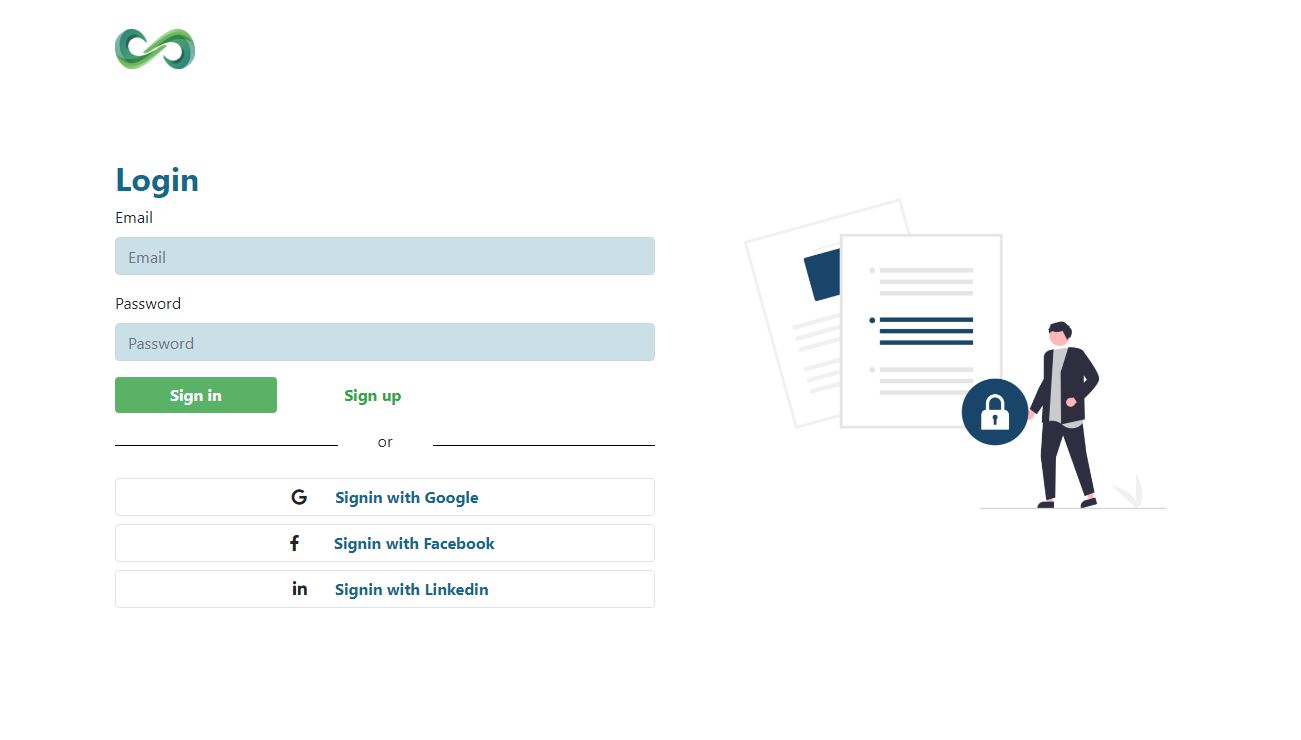 Login
Email
Email
Password
Password
Sign in
Sign up
or
Signin with Google
Signin with Facebook
Signin with Linkedin